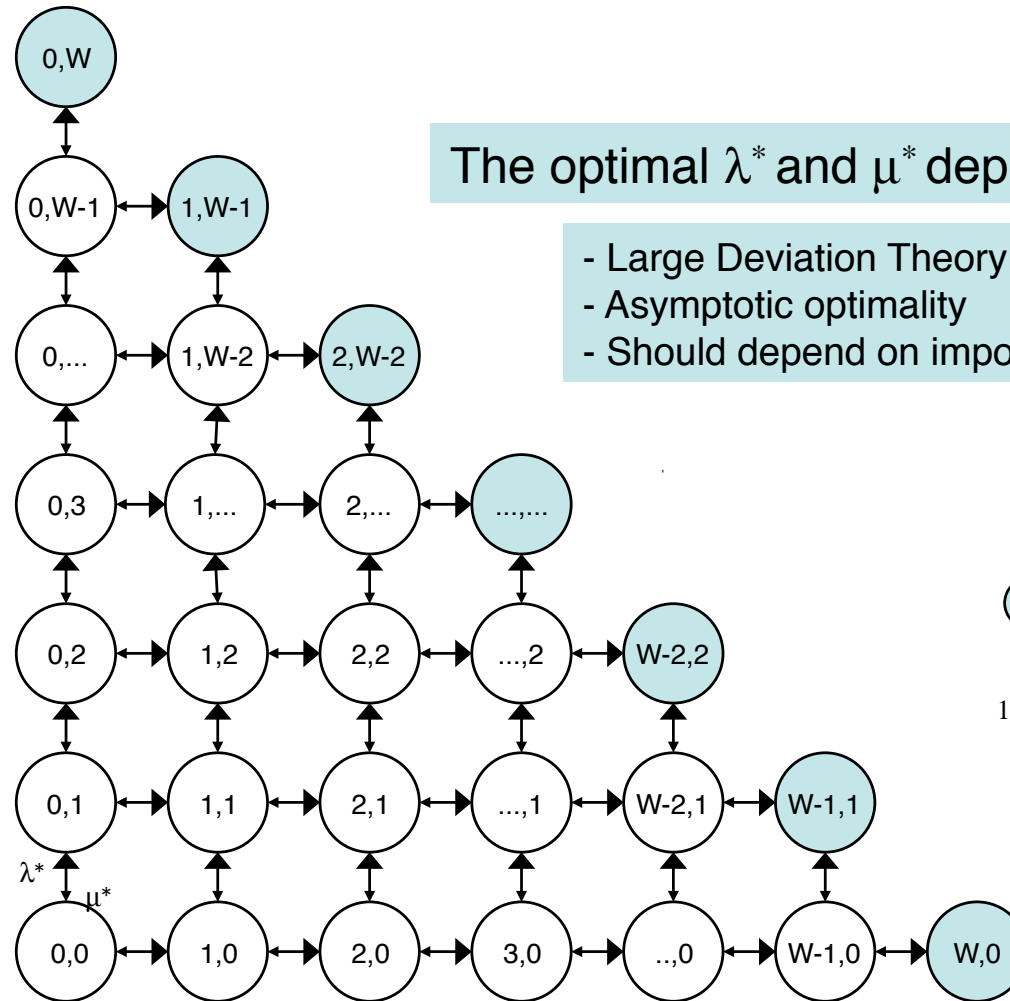 0,W
The optimal λ* and μ* dep
0,W-1 1,W-1
- Large Deviation Theory
- Asymptotic optimality
- Should depend on impo
0,... 1,W-2 2,W-2
0,3 1,... 2,... ...,...
0,2 1,2 2,2 ...,2 W-2,2
1
0,1 1,1 2,1 ...,1 W-2,1 W-1,1
λ*
μ*
0,0 1,0 2,0 3,0 ..,0 W-1,0 W,0